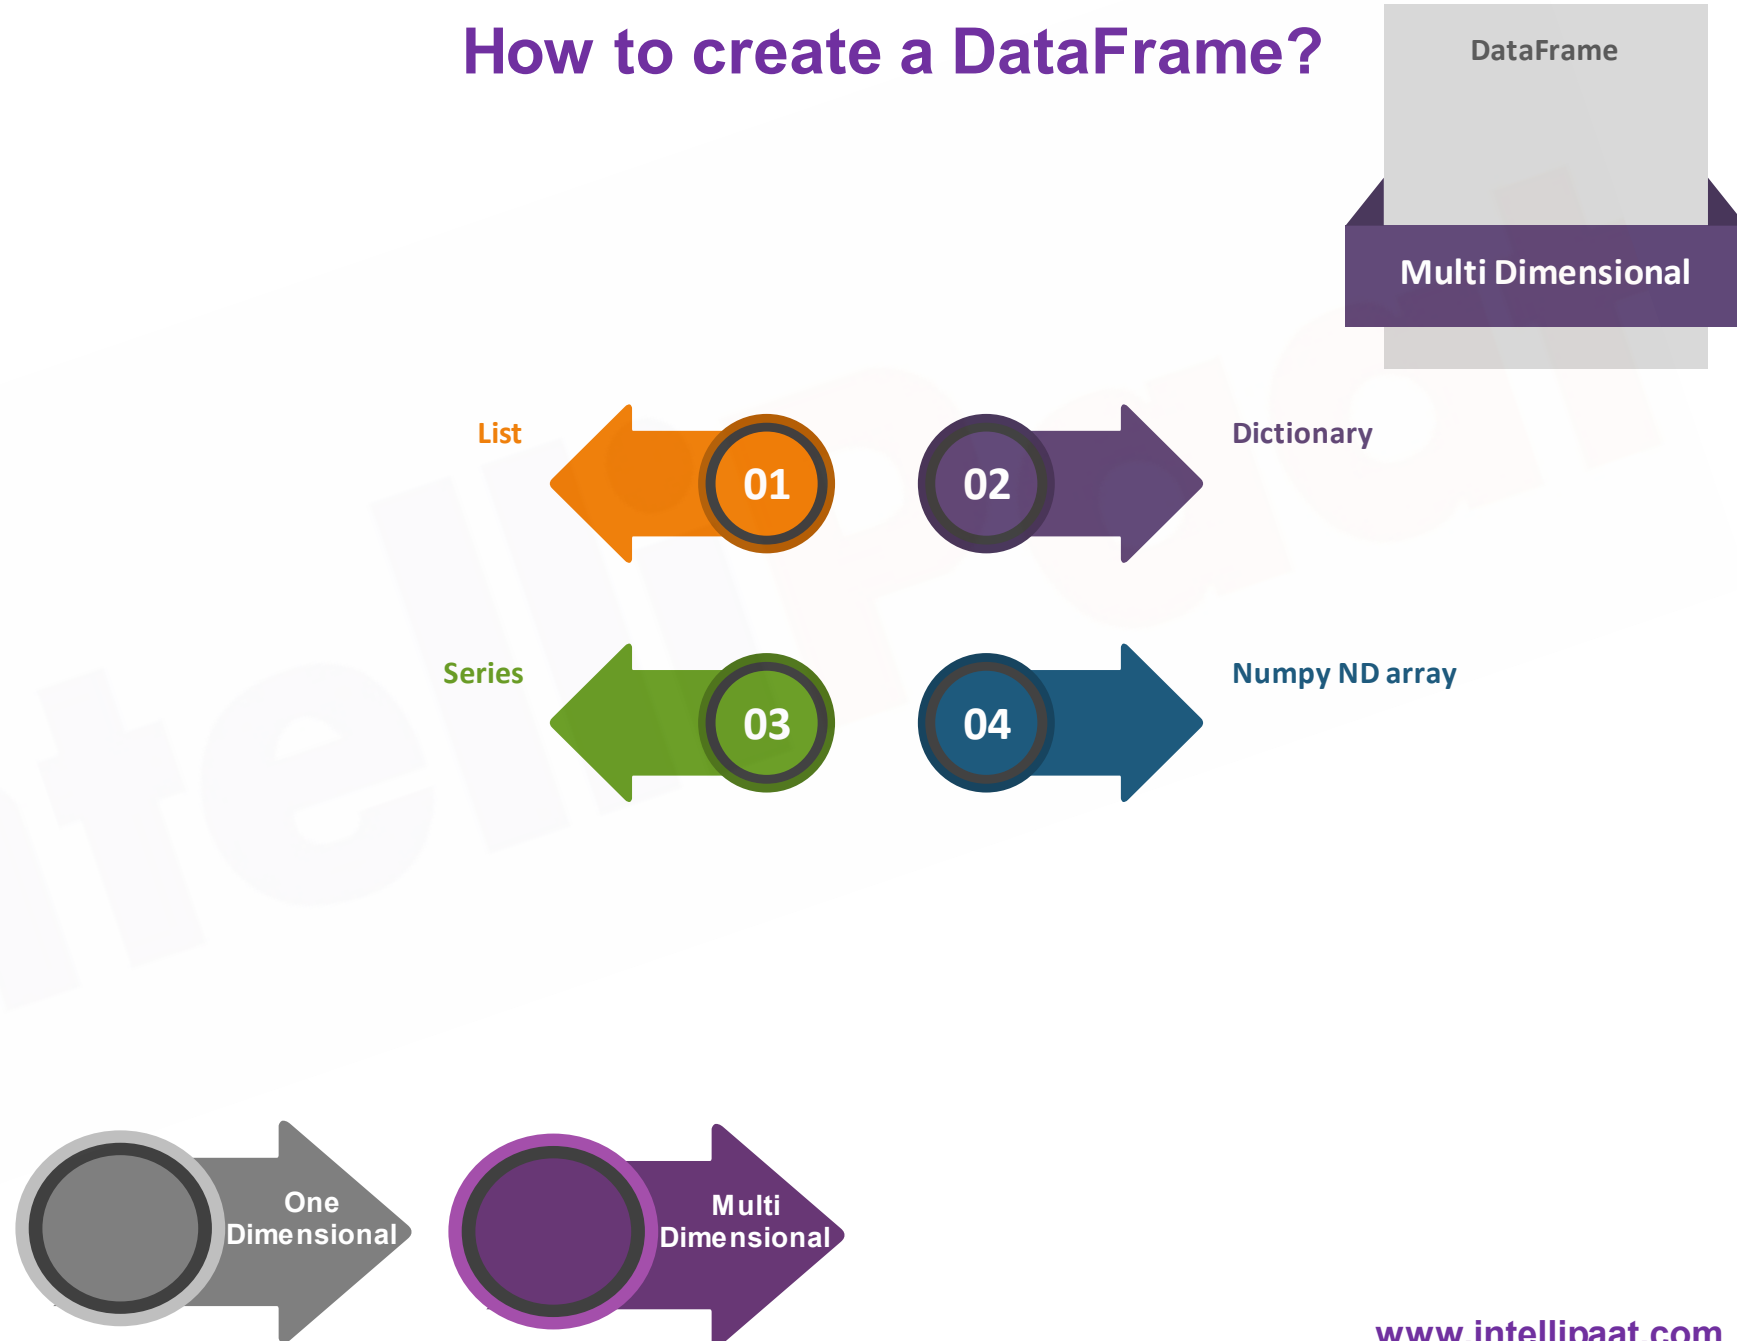 How to create a DataFrame?
DataFrame
Multi Dimensional
List
01
02
Dictionary
Series
03
04
Numpy ND array
One
Dimensional
Multi
Dimensional
www.intellipaat.com
intelliPaat